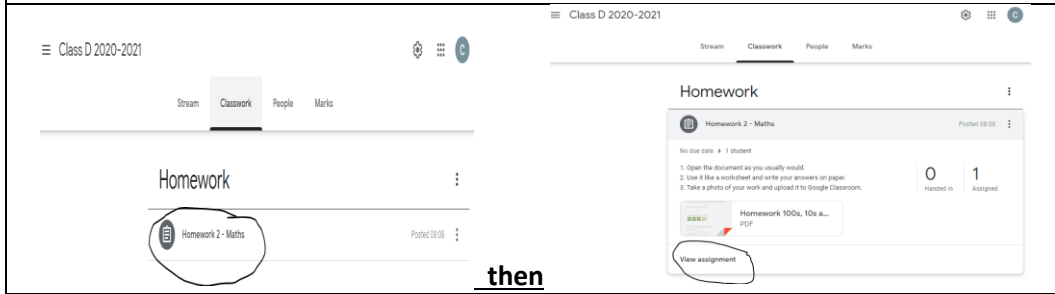 Class D 2020-2021
C
Stream Classwork People Marks
Homework
Homework 2 - Maths Posted 08:08
then
Class D 2020-2021
C
Stream Classwork People Marks
Homework
Homework 2 - Maths Posted 08:08
No due date 1 student
1. Open the document as you usually would.
2. Use it like a worksheet and write your answers on paper.
3. Take a photo of your work and upload it to Google Classroom.
0 1
Handed in Assigned
Homework 100s, 10s a...
PDF
View assignment